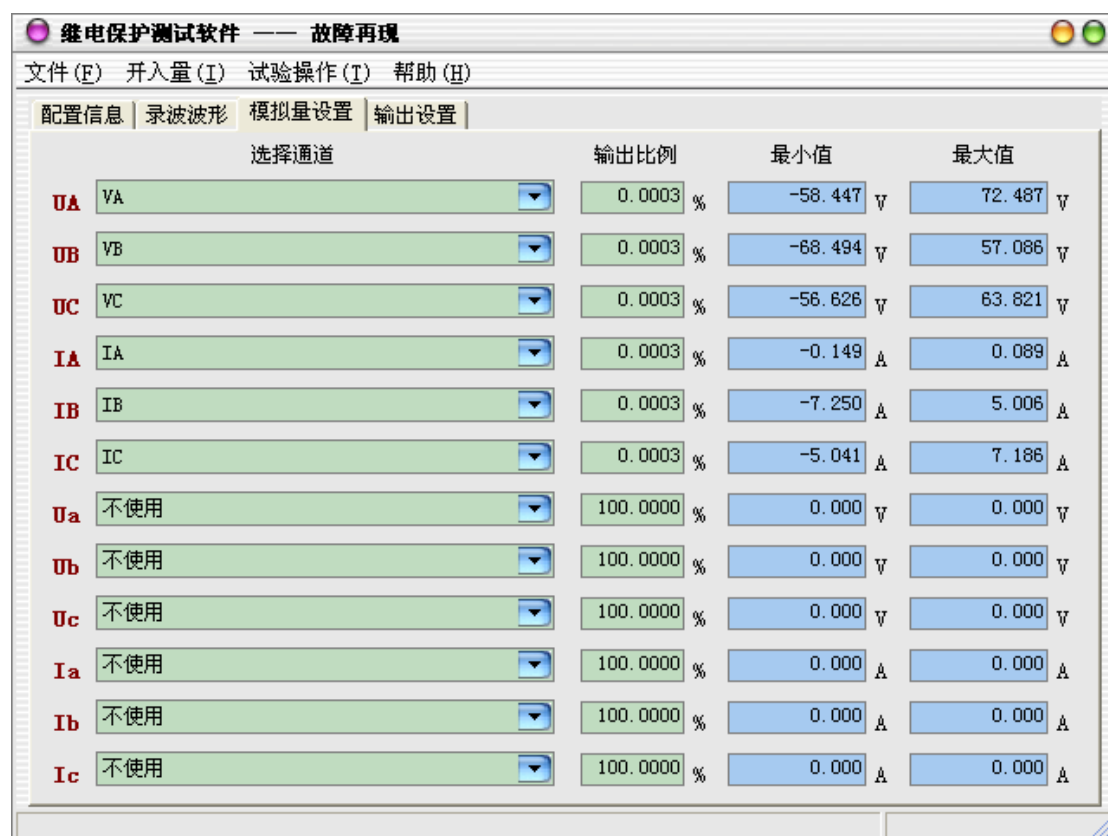 继电保护测试软件 —— 故障再现
文件(F) 开入量(I) 试验操作(T) 帮助(H)
配置信息 录波波形 模拟量设置 输出设置
选择通道 输出比例 最小值 最大值
UA VA 0.0003 % -58.447 V 72.487 V
UB VB 0.0003 % -68.494 V 57.086 V
UC VC 0.0003 % -56.626 V 63.821 V
IA IA 0.0003 % -0.149 A 0.089 A
IB IB 0.0003 % -7.250 A 5.006 A
IC IC 0.0003 % -5.041 A 7.186 A
Ua 不使用 100.0000 % 0.000 V 0.000 V
Ub 不使用 100.0000 % 0.000 V 0.000 V
Uc 不使用 100.0000 % 0.000 V 0.000 V
Ia 不使用 100.0000 % 0.000 A 0.000 A
Ib 不使用 100.0000 % 0.000 A 0.000 A
Ic 不使用 100.0000 % 0.000 A 0.000 A